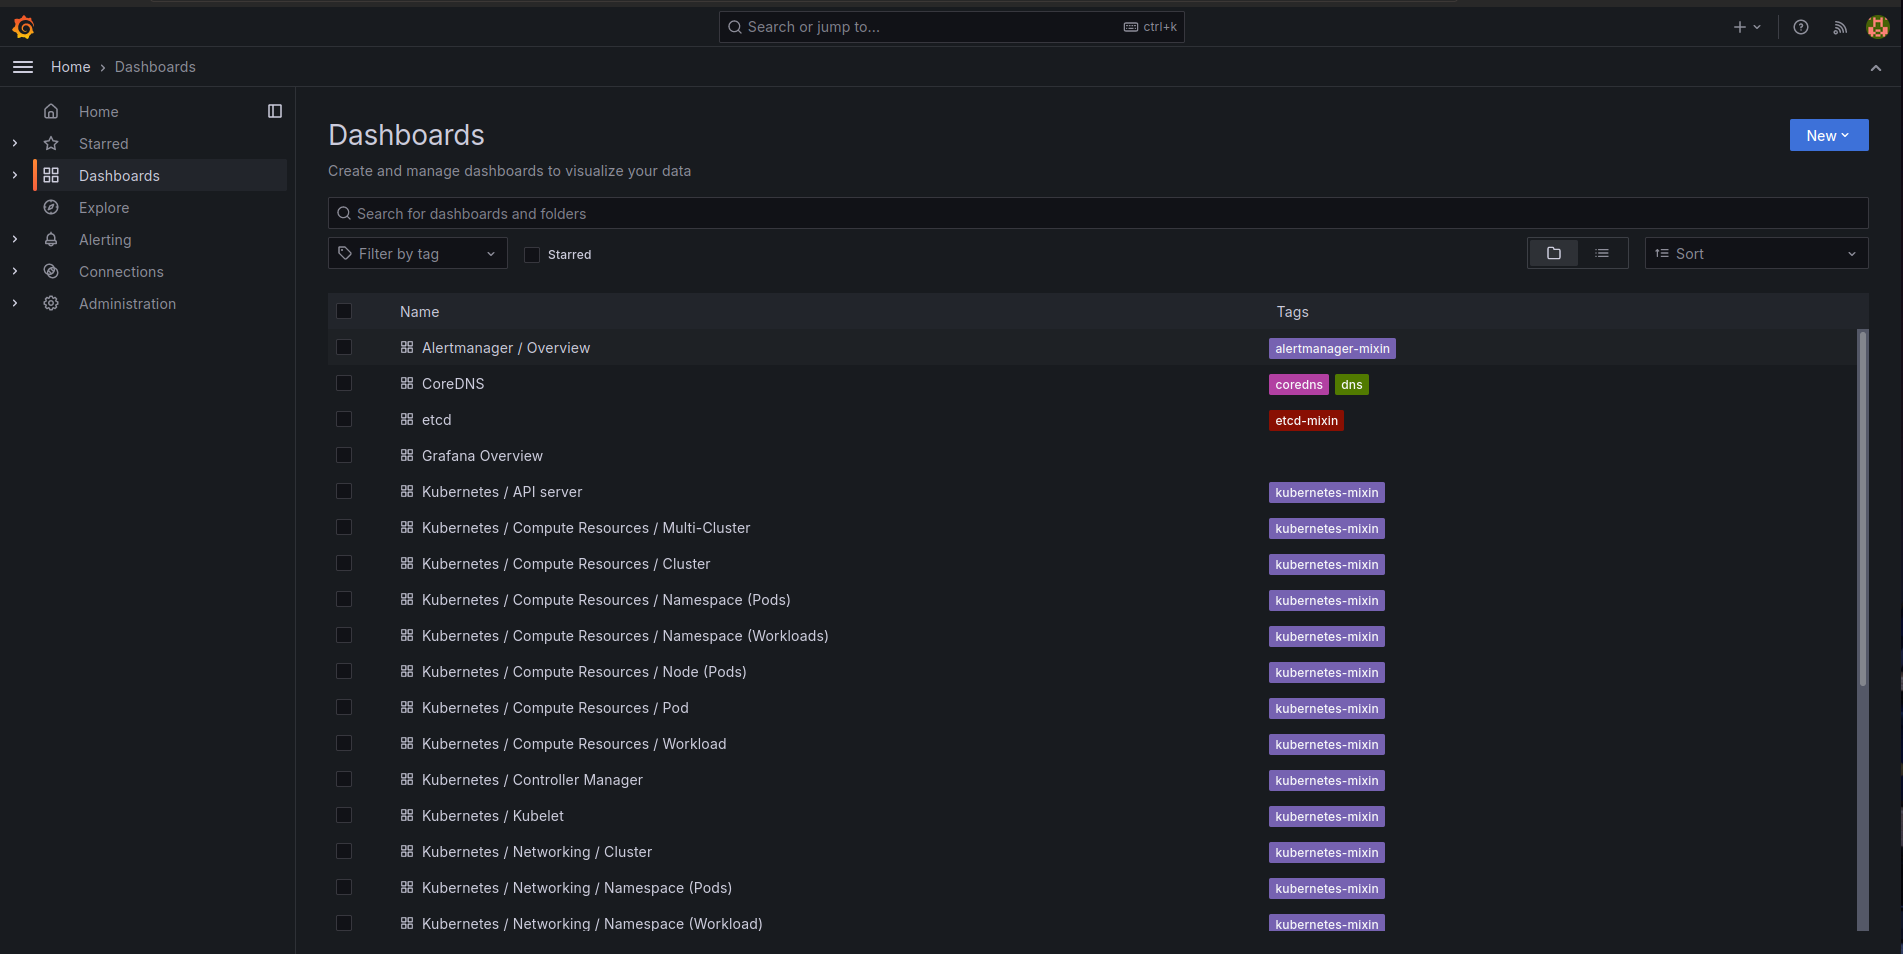 Search or jump to...
ctrl+k
Home
Dashboards
Home
Starred
Dashboards
Explore
Alerting
Connections
Administration
Dashboards
New
Create and manage dashboards to visualize your data
Search for dashboards and folders
Filter by tag
Starred
Sort
Name Tags
Alertmanager / Overview alertmanager-mixin
CoreDNS coredns dns
etcd etcd-mixin
Grafana Overview
Kubernetes / API server kubernetes-mixin
Kubernetes / Compute Resources / Multi-Cluster kubernetes-mixin
Kubernetes / Compute Resources / Cluster kubernetes-mixin
Kubernetes / Compute Resources / Namespace (Pods) kubernetes-mixin
Kubernetes / Compute Resources / Namespace (Workloads) kubernetes-mixin
Kubernetes / Compute Resources / Node (Pods) kubernetes-mixin
Kubernetes / Compute Resources / Pod kubernetes-mixin
Kubernetes / Compute Resources / Workload kubernetes-mixin
Kubernetes / Controller Manager kubernetes-mixin
Kubernetes / Kubelet kubernetes-mixin
Kubernetes / Networking / Cluster kubernetes-mixin
Kubernetes / Networking / Namespace (Pods) kubernetes-mixin
Kubernetes / Networking / Namespace (Workload) kubernetes-mixin